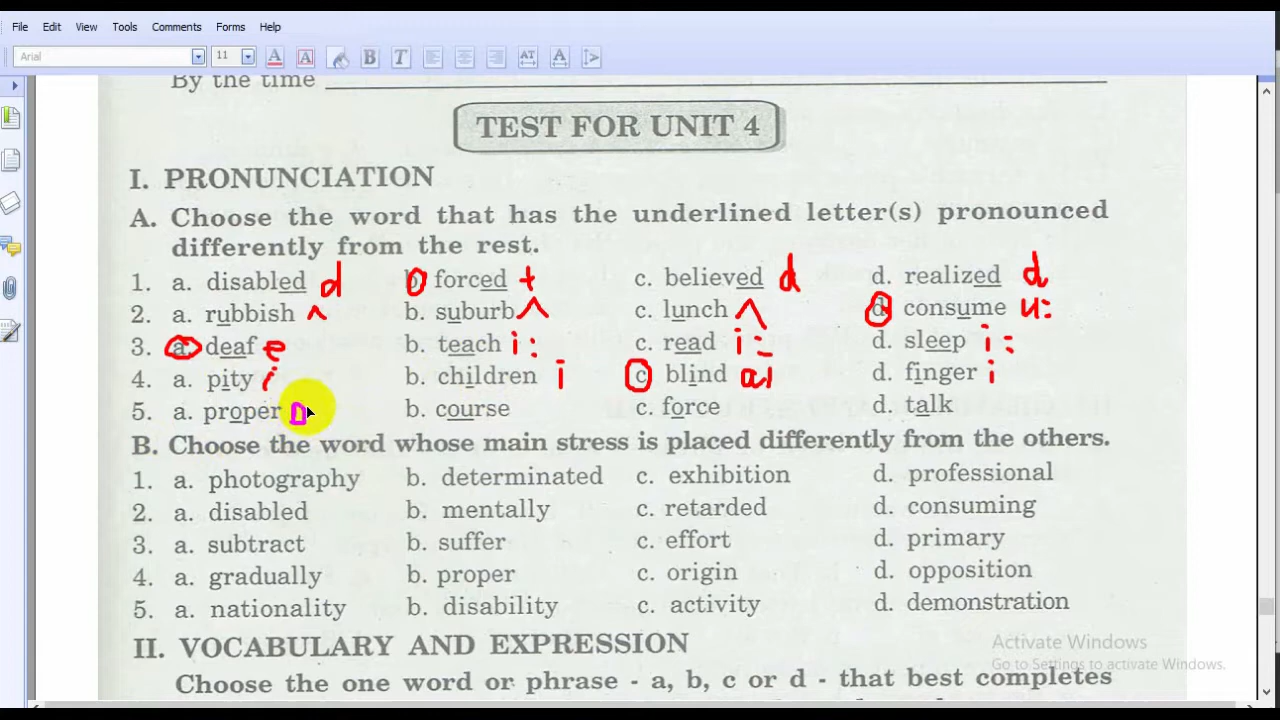 File Edit View Tools Comments Forms Help
Arial 11
By the time
TEST FOR UNIT 4
I. PRONUNCIATION
A. Choose the word that has the underlined letter(s) pronounced
differently from the rest.
1. a. disabled d b. forced t c. believed d d. realized d
2. a. rubbish ʌ b. suburb ʌ c. lunch ʌ d. consume u:
3. a. deaf e b. teach i: c. read i: d. sleep i:
4. a. pity i b. children i c. blind ai d. finger i
5. a. proper b. course c. force d. talk
B. Choose the word whose main stress is placed differently from the others.
1. a. photography b. determinated c. exhibition d. professional
2. a. disabled b. mentally c. retarded d. consuming
3. a. subtract b. suffer c. effort d. primary
4. a. gradually b. proper c. origin d. opposition
5. a. nationality b. disability c. activity d. demonstration
II. VOCABULARY AND EXPRESSION
Activate Windows
Go to Settings to activate Windows.
Choose the one word or phrase - a, b, c or d - that best completes